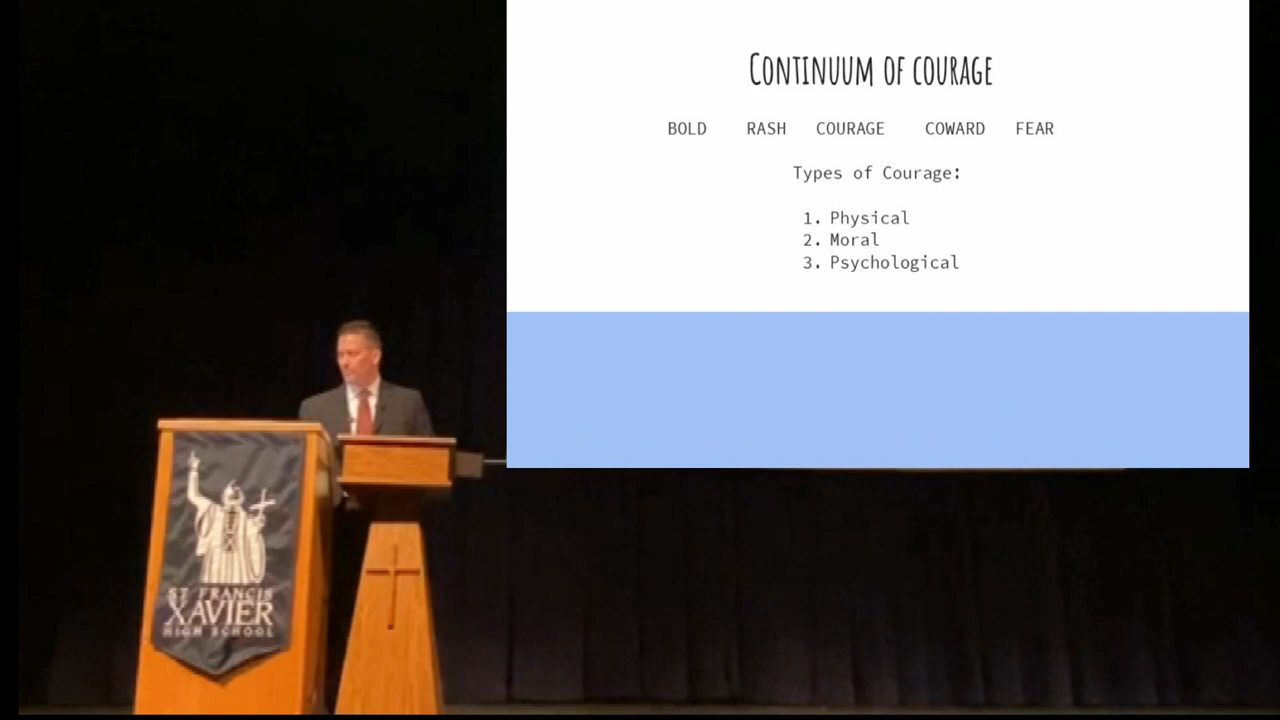 CONTINUUM OF COURAGE
BOLD RASH COURAGE COWARD FEAR
Types of Courage:
1. Physical
2. Moral
3. Psychological
ST FRANCIS
XAVIER
HIGH SCHOOL